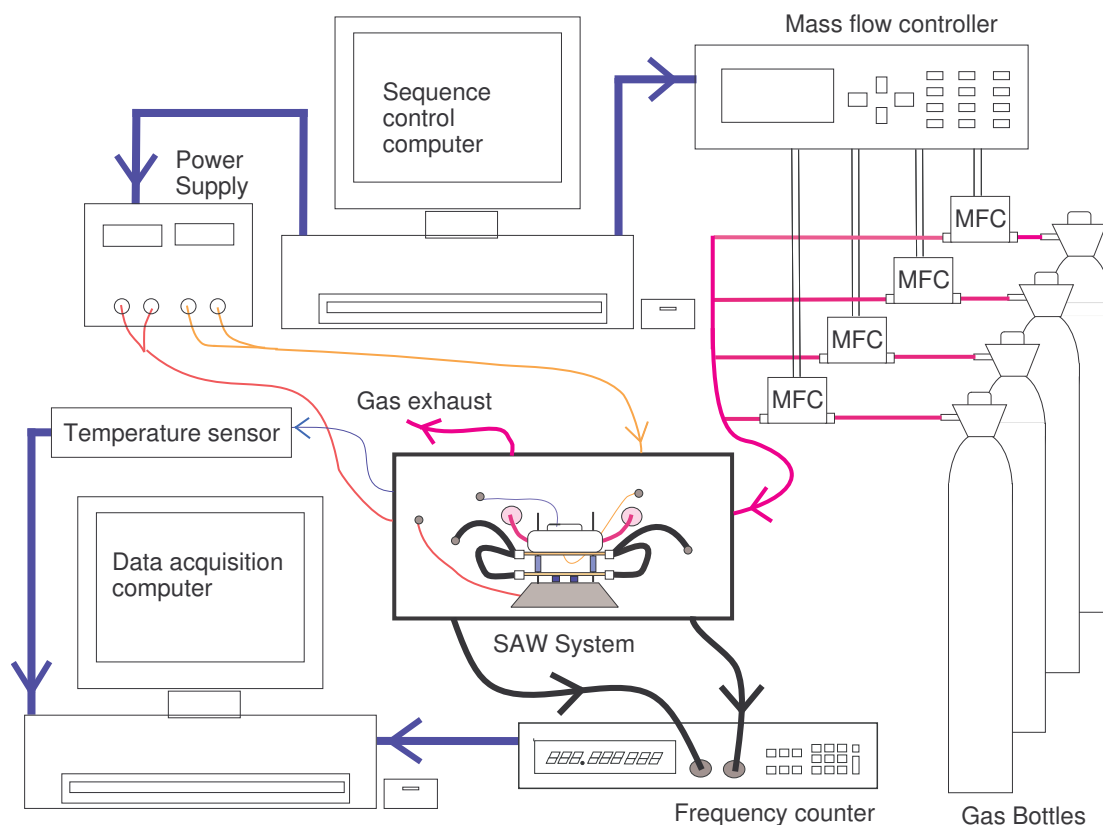 Mass flow controller
Sequence
control
computer
Power
Supply
MFC
MFC
MFC
MFC
Gas exhaust
Temperature sensor
Data acquisition
computer
SAW System
Frequency counter
Gas Bottles